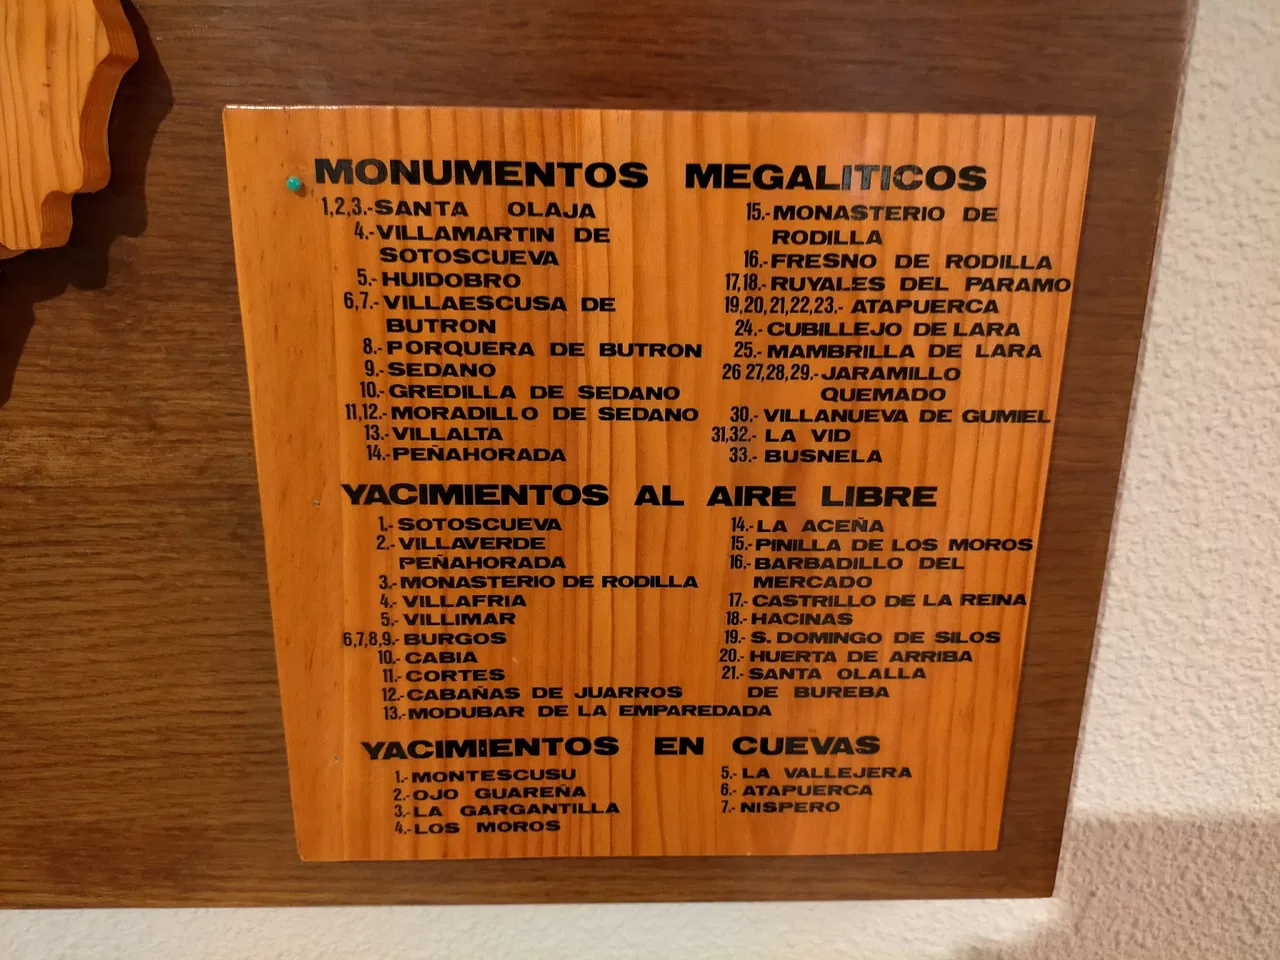 MONUMENTOS MEGALITICOS
1,2,3.-SANTA OLAJA
4.-VILLAMARTIN DE
SOTOSCUEVA
5.-HUIDOBRO
6,7.-VILLAESCUSA DE
BUTRON
8.-PORQUERA DE BUTRON
9.-SEDANO
10.-GREDILLA DE SEDANO
11,12.-MORADILLO DE SEDANO
13.-VILLALTA
14.-PEÑAHORADA
15.-MONASTERIO DE
RODILLA
16.-FRESNO DE RODILLA
17,18.-RUYALES DEL PARAMO
19,20,21,22,23.-ATAPUERCA
24.-CUBILLEJO DE LARA
25.-MAMBRILLA DE LARA
26 27,28,29.-JARAMILLO
QUEMADO
30.-VILLANUEVA DE GUMIEL
31,32.-LA VID
33.-BUSNELA
YACIMIENTOS AL AIRE LIBRE
1.-SOTOSCUEVA
2.-VILLAVERDE
PEÑAHORADA
3.-MONASTERIO DE RODILLA
4.-VILLAFRIA
5.-VILLIMAR
6,7,8,9.-BURGOS
10.-CABIA
11.-CORTES
12.-CABAÑAS DE JUARROS
13.-MODUBAR DE LA EMPAREDADA
14.-LA ACEÑA
15.-PINILLA DE LOS MOROS
16.-BARBADILLO DEL
MERCADO
17.-CASTRILLO DE LA REINA
18.-HACINAS
19.-S. DOMINGO DE SILOS
20.-HUERTA DE ARRIBA
21.-SANTA OLALLA
DE BUREBA
YACIMIENTOS EN CUEVAS
1.-MONTESCUSU
2.-OJO GUAREÑA
3.-LA GARGANTILLA
4.-LOS MOROS
5.-LA VALLEJERA
6.-ATAPUERCA
7.-NISPERO